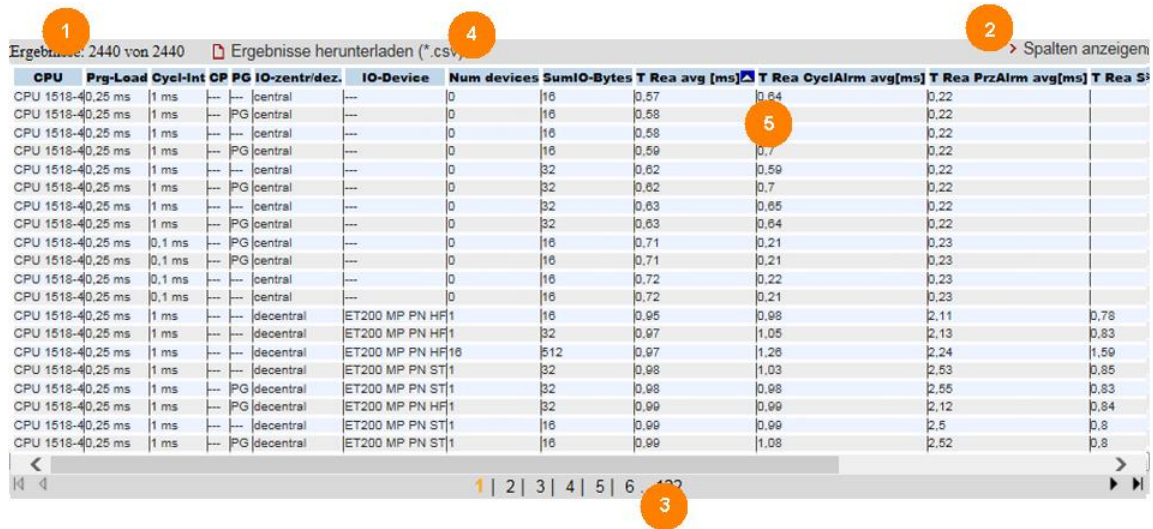 1 4 2
Ergebnisse: 2440 von 2440 Ergebnisse herunterladen (*.csv) Spalten anzeigen
CPU Prg-Load Cycl-Int CP PG IO-zentr/dez. IO-Device Num devices SumIO-Bytes T Rea avg [ms] T Rea CyclAlrm avg[ms] T Rea PrzAlrm avg[ms] T Rea
CPU 1518-4 0,25 ms 1 ms --- --- central --- 0 16 0,57 0,64 0,22
CPU 1518-4 0,25 ms 1 ms --- PG central --- 0 16 0,58 0,22
CPU 1518-4 0,25 ms 1 ms --- --- central --- 0 16 0,58 5 0,22
CPU 1518-4 0,25 ms 1 ms --- PG central --- 0 16 0,59 0,7 0,22
CPU 1518-4 0,25 ms 1 ms --- --- central --- 0 32 0,62 0,59 0,22
CPU 1518-4 0,25 ms 1 ms --- PG central --- 0 32 0,62 0,7 0,22
CPU 1518-4 0,25 ms 1 ms --- --- central --- 0 32 0,63 0,65 0,22
CPU 1518-4 0,25 ms 1 ms --- PG central --- 0 32 0,63 0,64 0,22
CPU 1518-4 0,25 ms 0,1 ms --- PG central --- 0 16 0,71 0,21 0,23
CPU 1518-4 0,25 ms 0,1 ms --- PG central --- 0 16 0,71 0,21 0,23
CPU 1518-4 0,25 ms 0,1 ms --- --- central --- 0 16 0,72 0,22 0,23
CPU 1518-4 0,25 ms 0,1 ms --- --- central --- 0 16 0,72 0,21 0,23
CPU 1518-4 0,25 ms 1 ms --- --- decentral ET200 MP PN HF 1 16 0,95 0,98 2,11 0,78
CPU 1518-4 0,25 ms 1 ms --- --- decentral ET200 MP PN HF 1 32 0,97 1,05 2,13 0,83
CPU 1518-4 0,25 ms 1 ms --- --- decentral ET200 MP PN HF 16 512 0,97 1,26 2,24 1,59
CPU 1518-4 0,25 ms 1 ms --- --- decentral ET200 MP PN ST 1 32 0,98 1,03 2,53 0,85
CPU 1518-4 0,25 ms 1 ms --- PG decentral ET200 MP PN ST 1 32 0,98 0,98 2,55 0,83
CPU 1518-4 0,25 ms 1 ms --- PG decentral ET200 MP PN HF 1 32 0,99 0,99 2,12 0,84
CPU 1518-4 0,25 ms 1 ms --- --- decentral ET200 MP PN ST 1 16 0,99 0,99 2,5 0,8
CPU 1518-4 0,25 ms 1 ms --- PG decentral ET200 MP PN ST 1 16 0,99 1,08 2,52 0,8
1 | 2 | 3 | 4 | 5 | 6
3